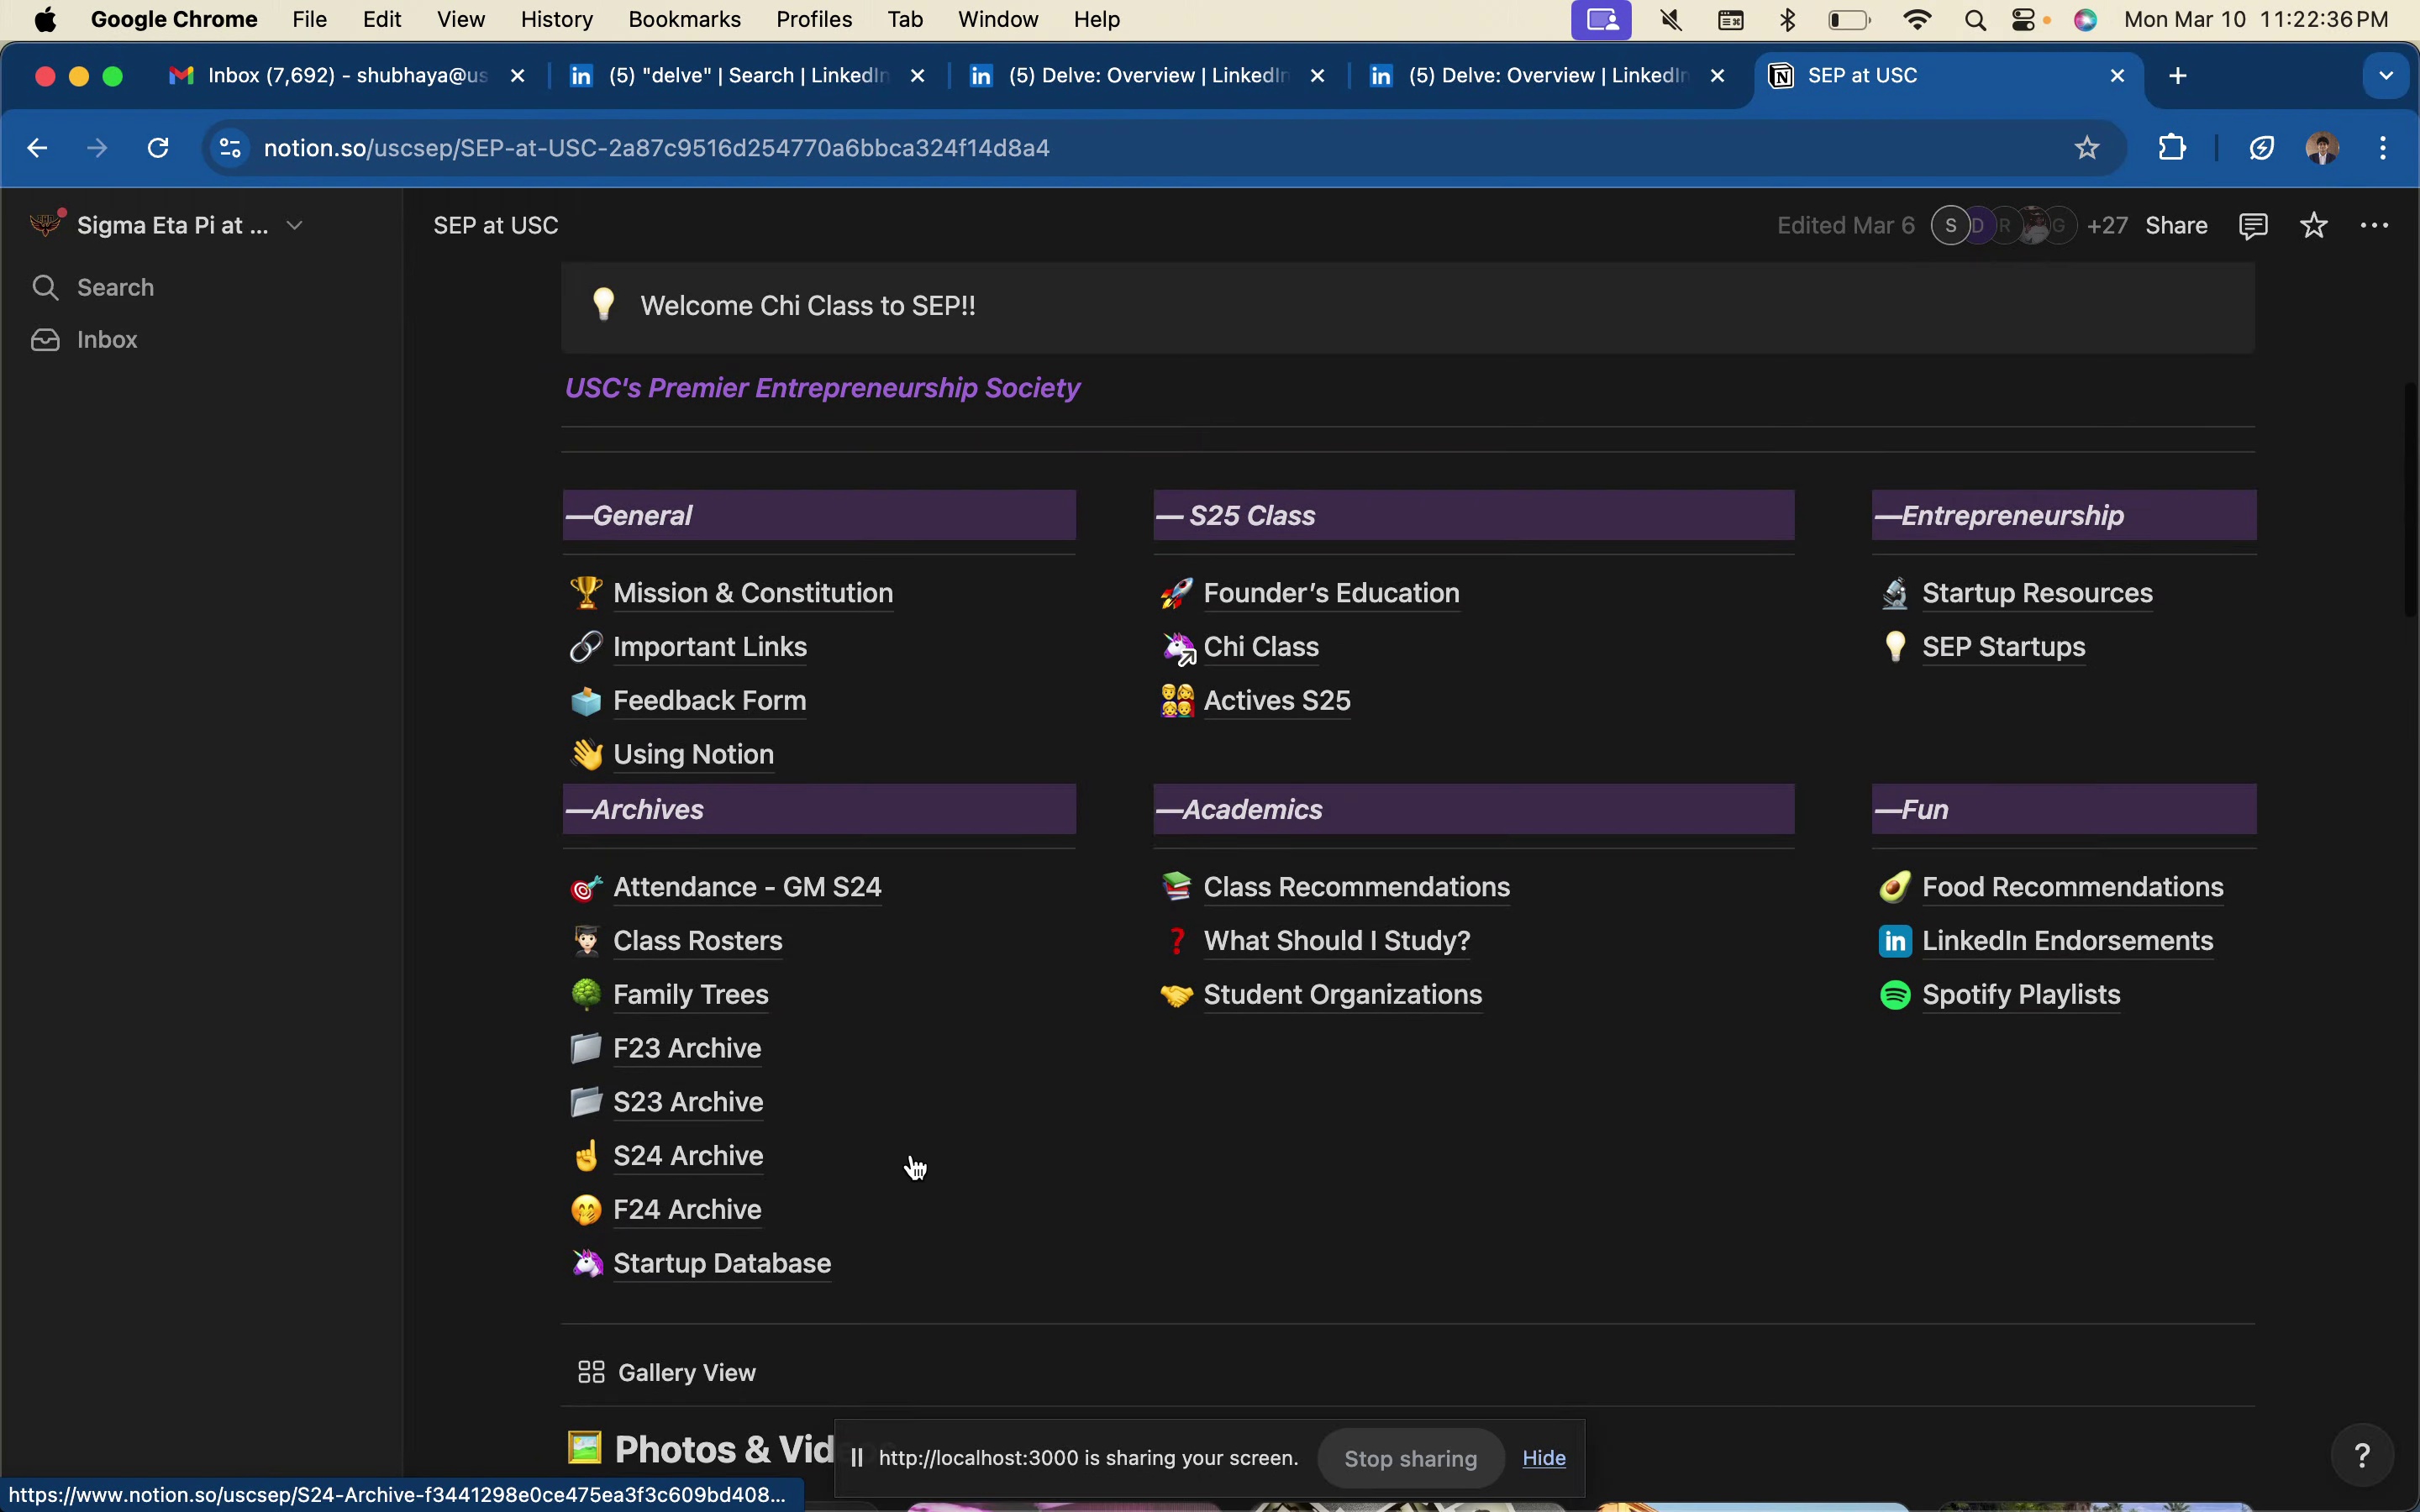 Google Chrome File Edit View History Bookmarks Profiles Tab Window Help Mon Mar 10 11:22:36 PM
Inbox (7,692) - shubhaya@us
(5) "delve" | Search | LinkedIn
(5) Delve: Overview | LinkedIn
(5) Delve: Overview | LinkedIn
SEP at USC
notion.so/uscsep/SEP-at-USC-2a87c9516d254770a6bbca324f14d8a4
Sigma Eta Pi at ...
Search
Inbox
SEP at USC
Edited Mar 6 S D R G +27 Share
Welcome Chi Class to SEP!!
USC's Premier Entrepreneurship Society
—General
Mission & Constitution
Important Links
Feedback Form
Using Notion
— S25 Class
Founder's Education
Chi Class
Actives S25
—Entrepreneurship
Startup Resources
SEP Startups
—Archives
Attendance - GM S24
Class Rosters
Family Trees
F23 Archive
S23 Archive
S24 Archive
F24 Archive
Startup Database
—Academics
Class Recommendations
What Should I Study?
Student Organizations
—Fun
Food Recommendations
LinkedIn Endorsements
Spotify Playlists
Gallery View
Photos &
http://localhost:3000 is sharing your screen. Stop sharing Hide
?
https://www.notion.so/uscsep/S24-Archive-f3441298e0ce475ea3f3c609bd408...